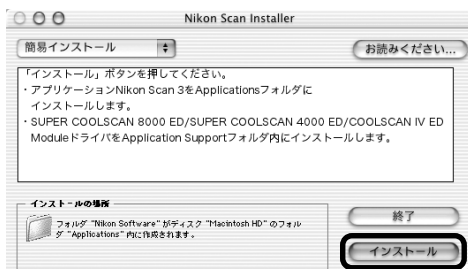 Nikon Scan Installer
簡易インストール
お読みください...
「インストール」ボタンを押してください。
・アプリケーションNikon Scan 3をApplicationsフォルダに
インストールします。
・SUPER COOLSCAN 8000 ED/SUPER COOLSCAN 4000 ED/COOLSCAN IV ED
ModuleドライバをApplication Supportフォルダ内にインストールします。
インストールの場所
フォルダ “Nikon Software” がディスク “Macintosh HD” のフォル
ダ “Applications” 内に作成されます。
終了
インストール